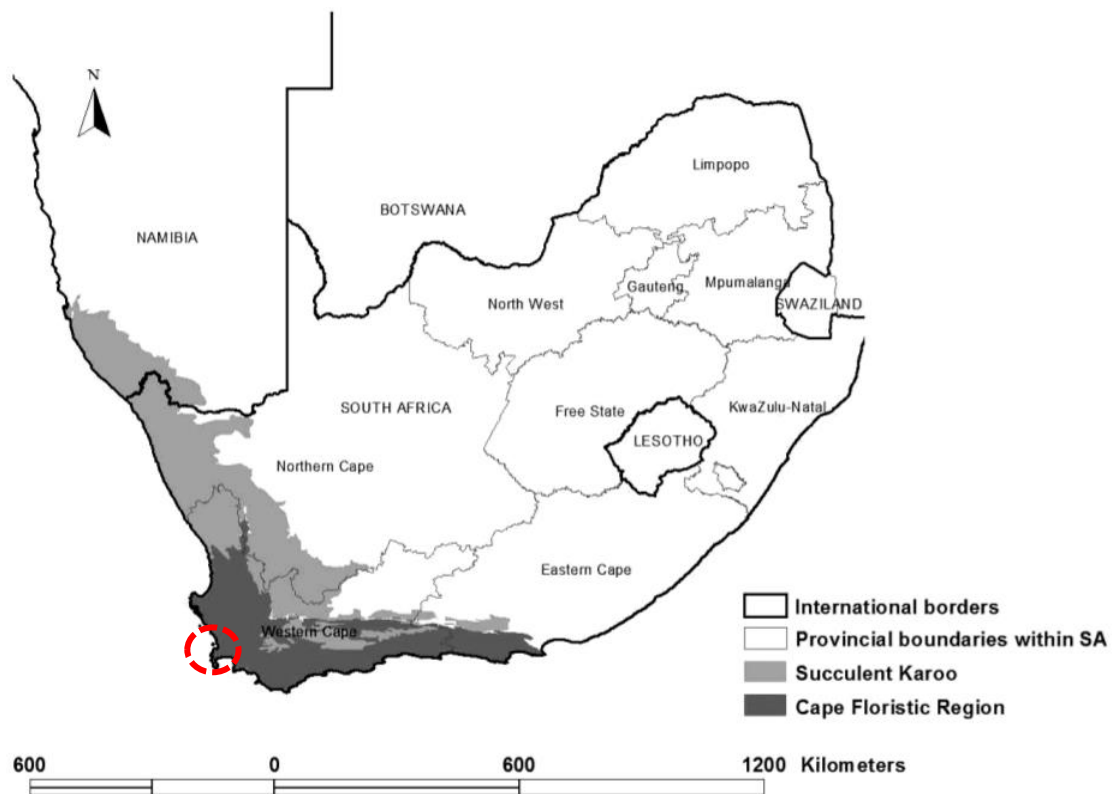 N
Limpopo
BOTSWANA
NAMIBIA
Mpumalanga
Gauteng
North West
SWAZILAND
SOUTH AFRICA
Free State
KwaZulu-Natal
LESOTHO
Northern Cape
Eastern Cape
Western Cape
International borders
Provincial boundaries within SA
Succulent Karoo
Cape Floristic Region
600 0 600 1200 Kilometers